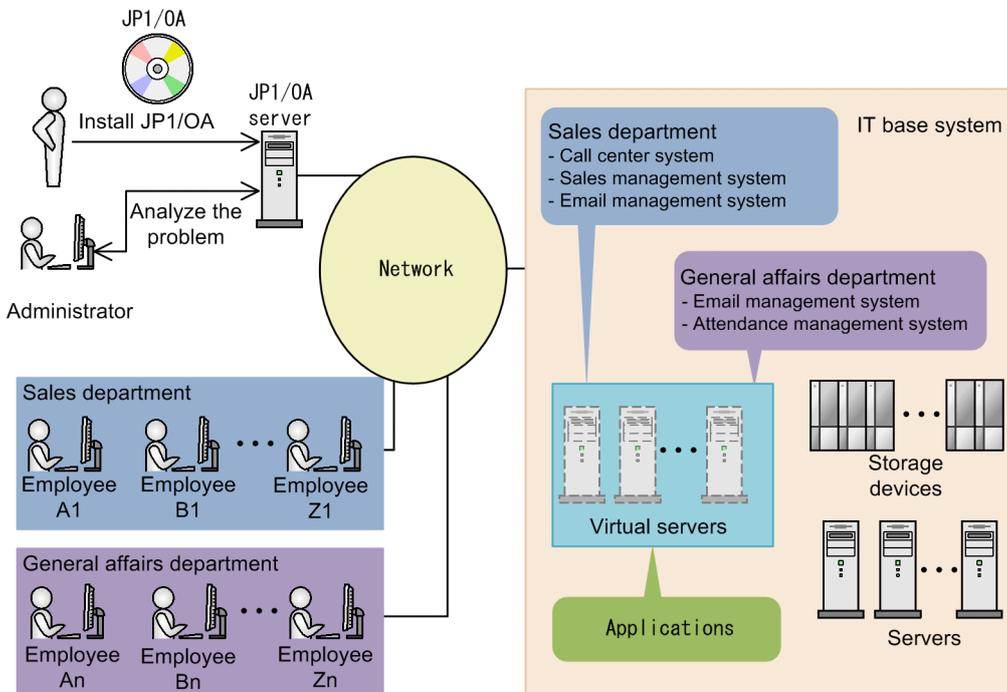 JP1/OA
JP1/OA
server
Install JP1/OA
Analyze the
problem
Administrator
Network
IT base system
Sales department
- Call center system
- Sales management system
- Email management system
General affairs department
- Email management system
- Attendance management system
Sales department
Employee
A1
Employee
B1
Employee
Z1
General affairs department
Employee
An
Employee
Bn
Employee
Zn
Virtual servers
Applications
Storage
devices
Servers